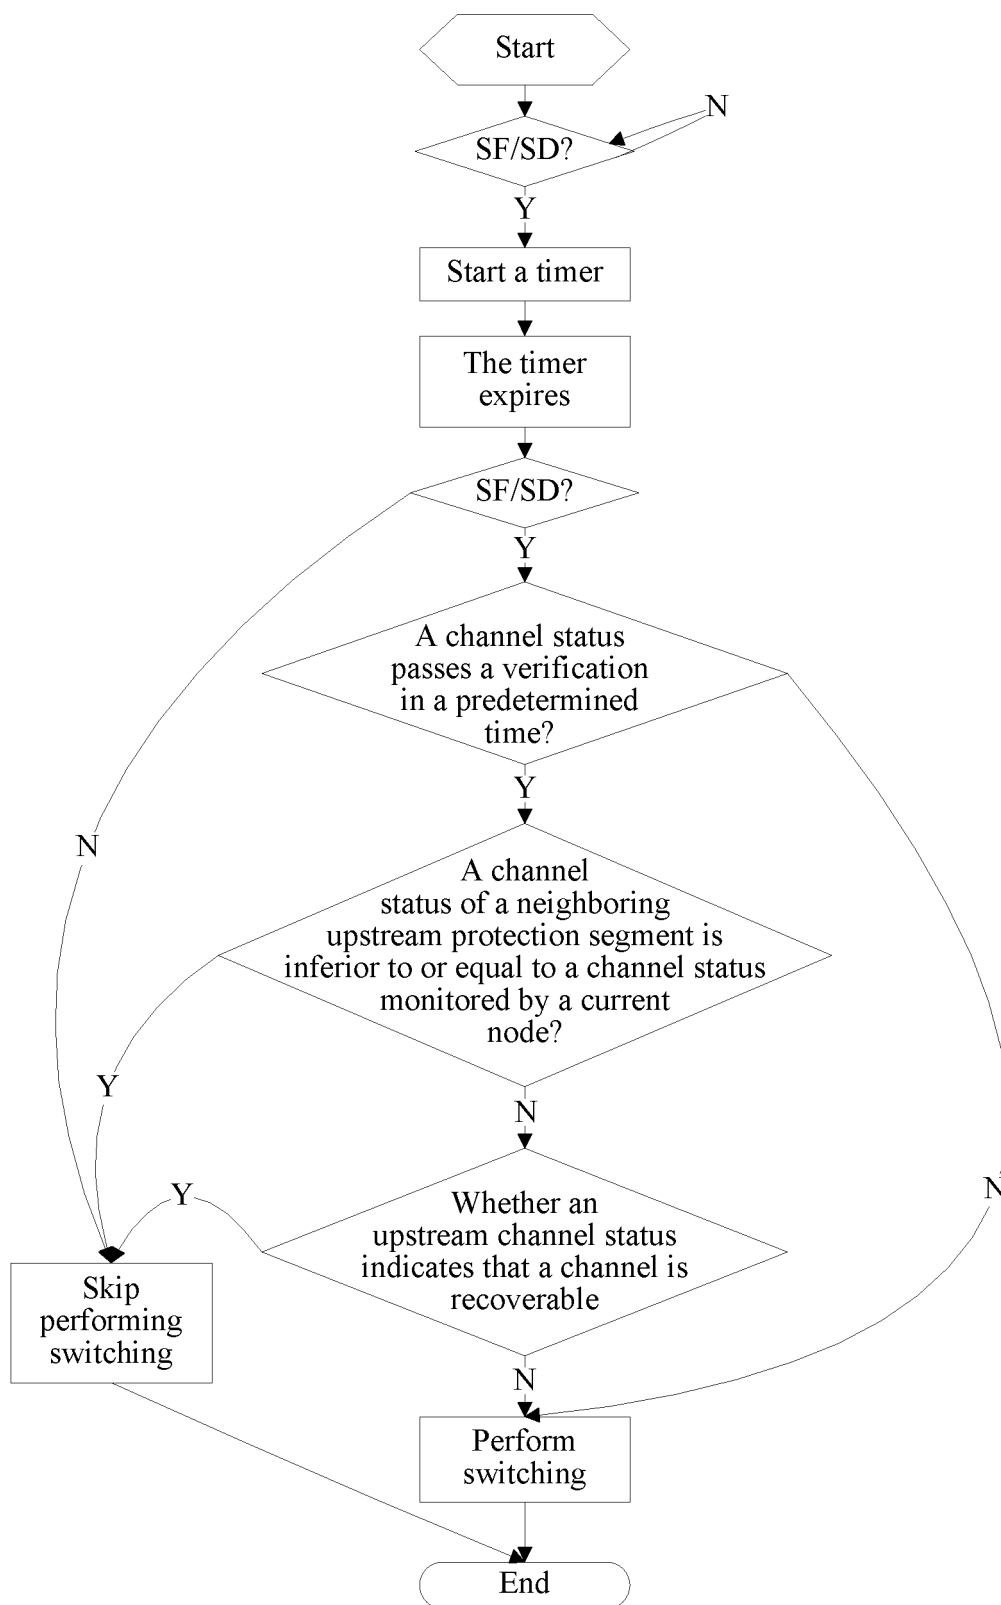 Start
N
SF/SD?
Y
Start a timer
The timer
expires
SF/SD?
Y
A channel status
passes a verification
in a predetermined
time?
Y
N
A channel
status of a neighboring
upstream protection segment is
inferior to or equal to a channel status
monitored by a current
node?
Y
N
Y
N
Whether an
upstream channel status
indicates that a channel is
recoverable
Skip
performing
switching
N
Perform
switching
End